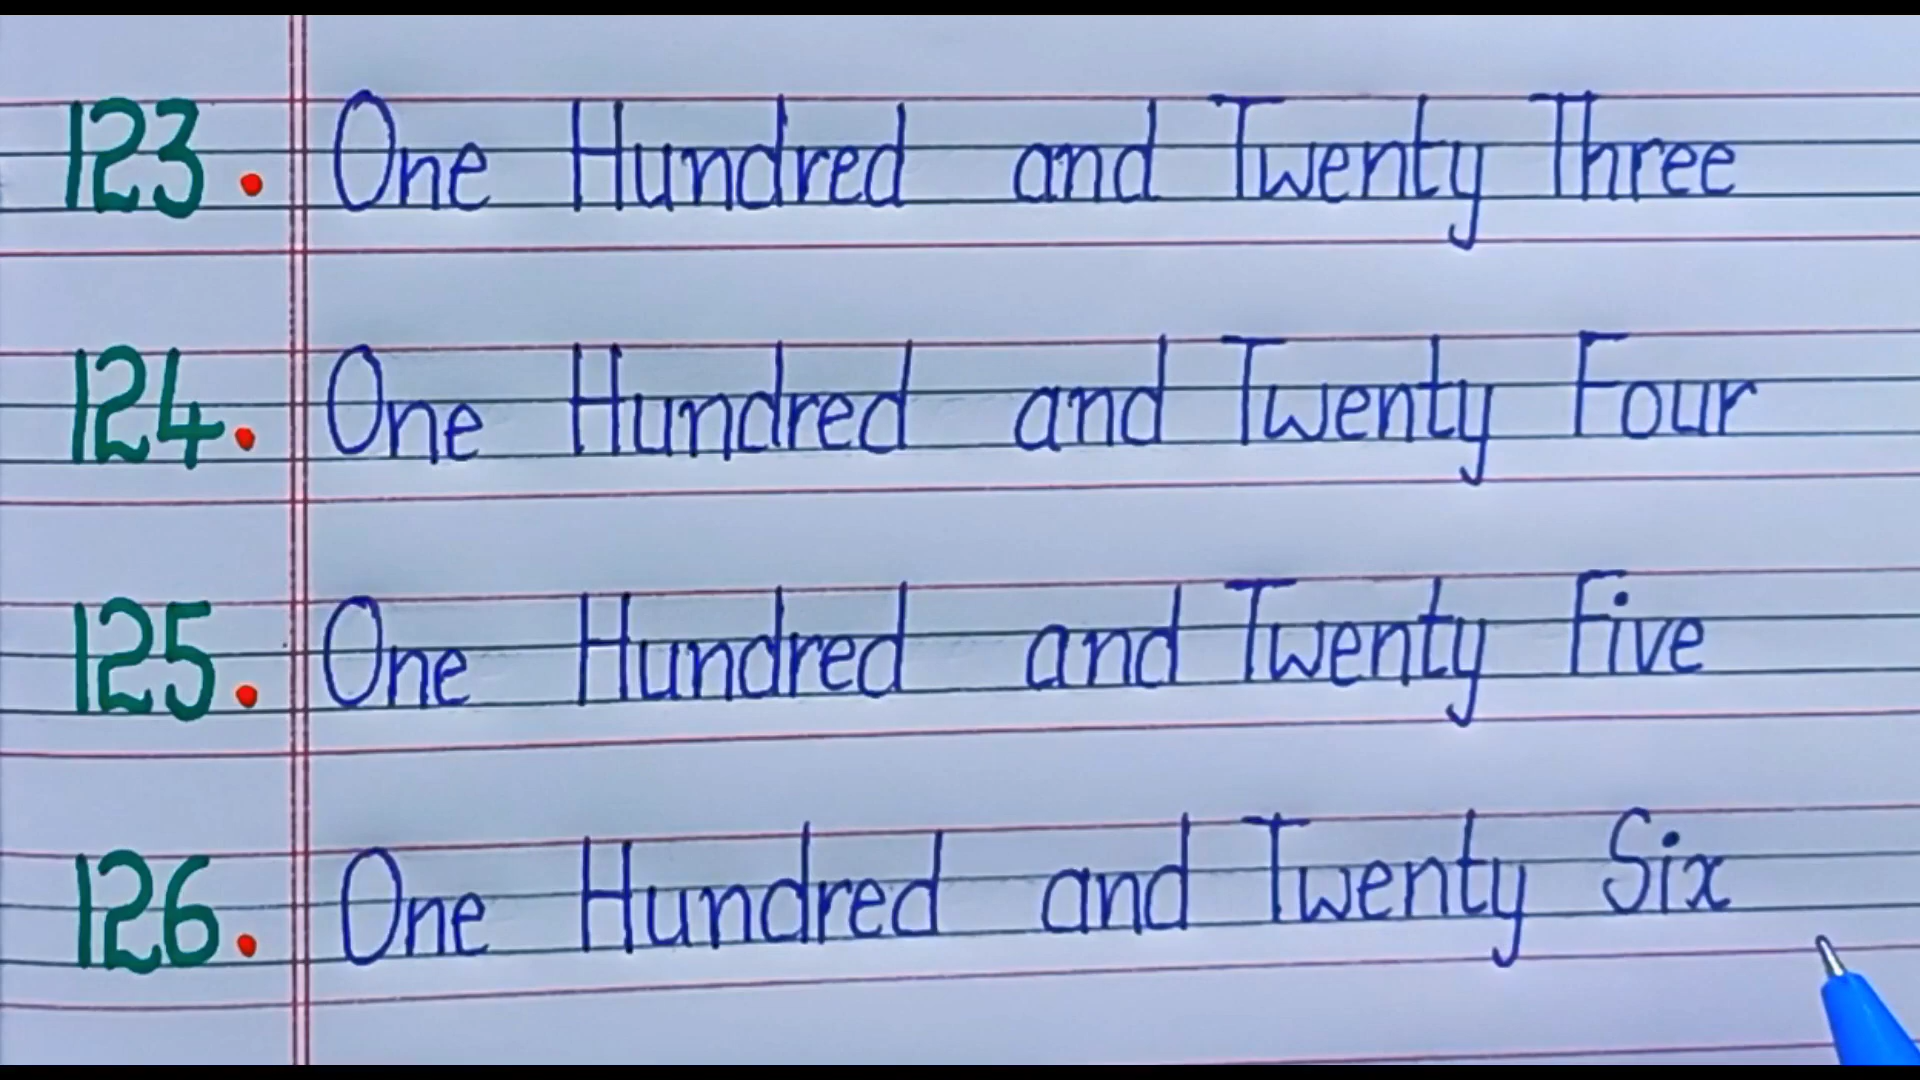 123. One Hundred and Twenty Three
124. One Hundred and Twenty Four
125. One Hundred and Twenty Five
126. One Hundred and Twenty Six